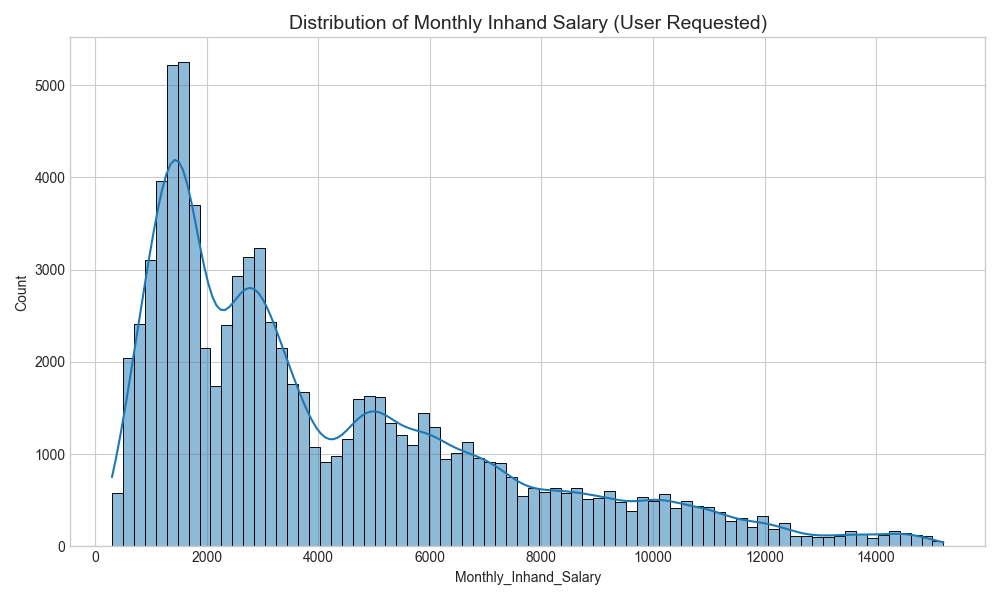 Distribution of Monthly Inhand Salary (User Requested)
Count
5000
4000
3000
2000
1000
0
0 2000 4000 6000 8000 10000 12000 14000
Monthly_Inhand_Salary